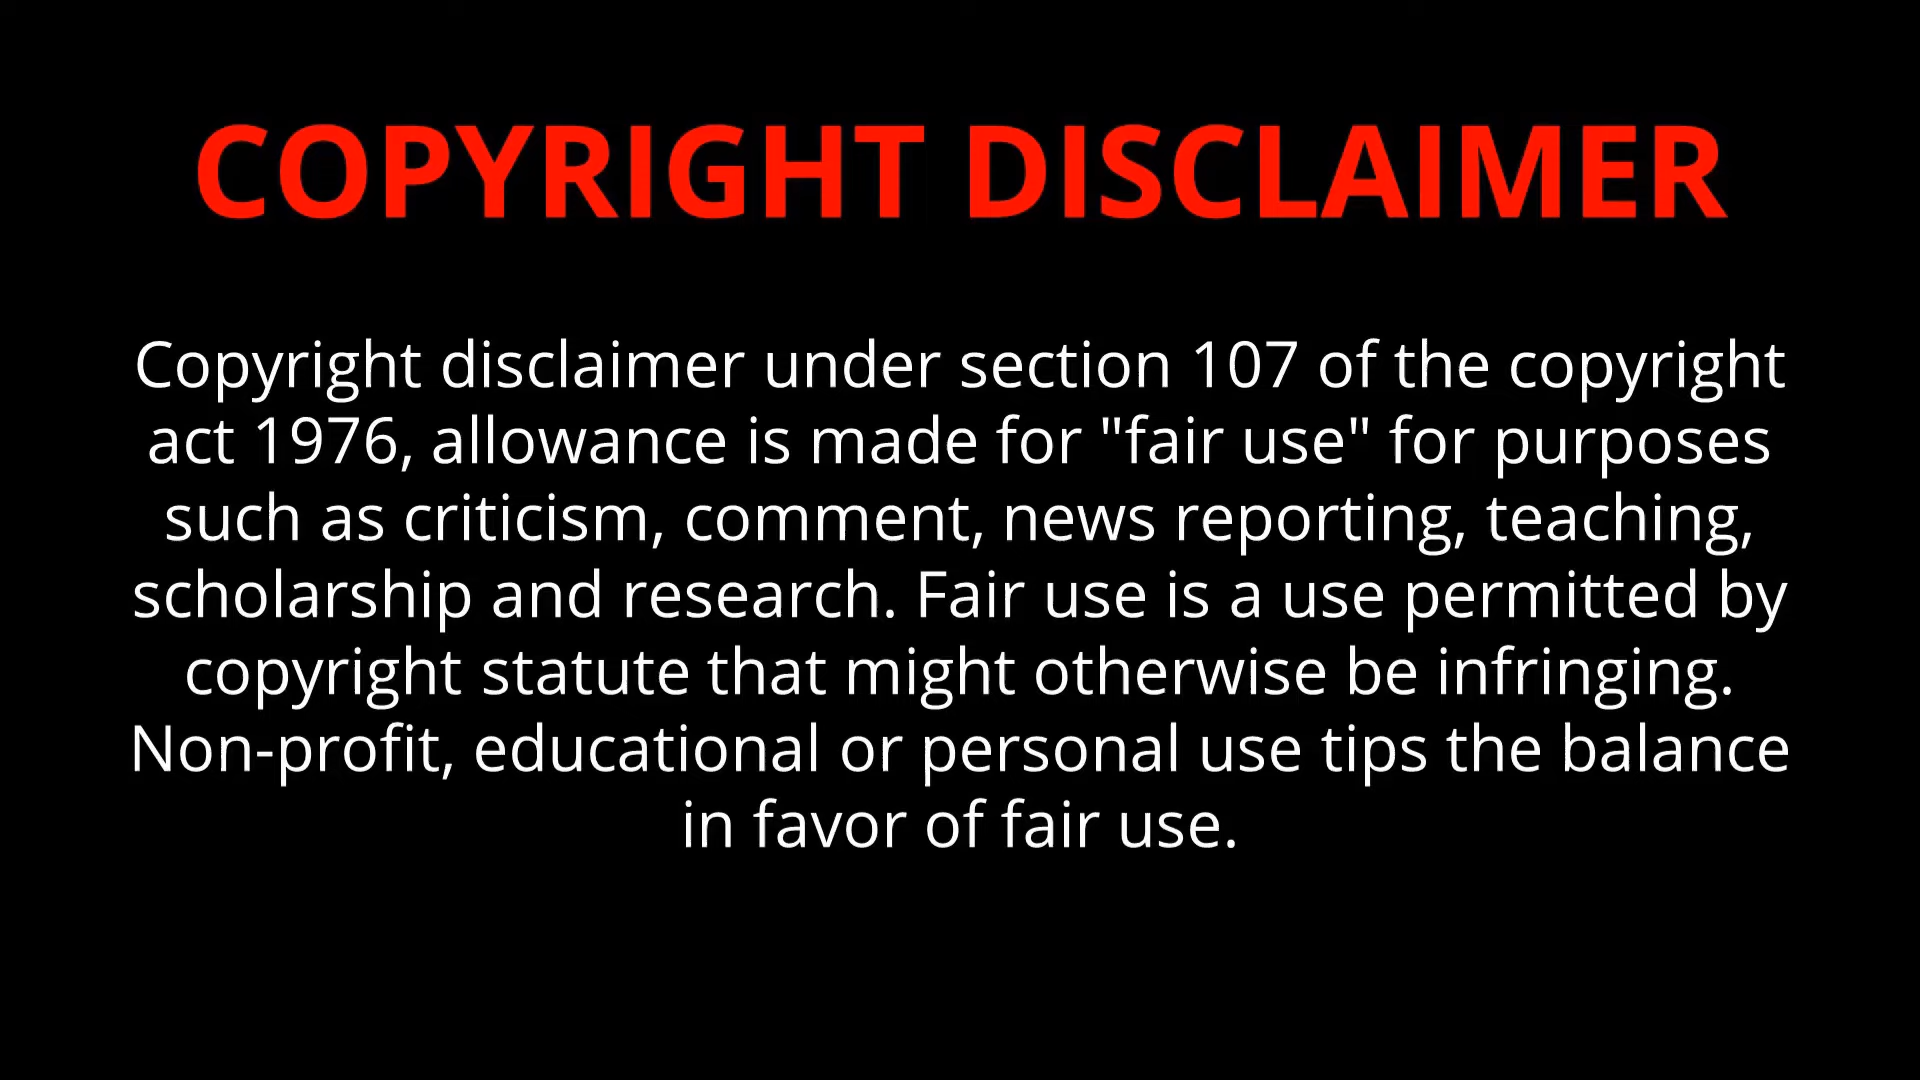 COPYRIGHT DISCLAIMER
Copyright disclaimer under section 107 of the copyright
act 1976, allowance is made for "fair use" for purposes
such as criticism, comment, news reporting, teaching,
scholarship and research. Fair use is a use permitted by
copyright statute that might otherwise be infringing.
Non-profit, educational or personal use tips the balance
in favor of fair use.